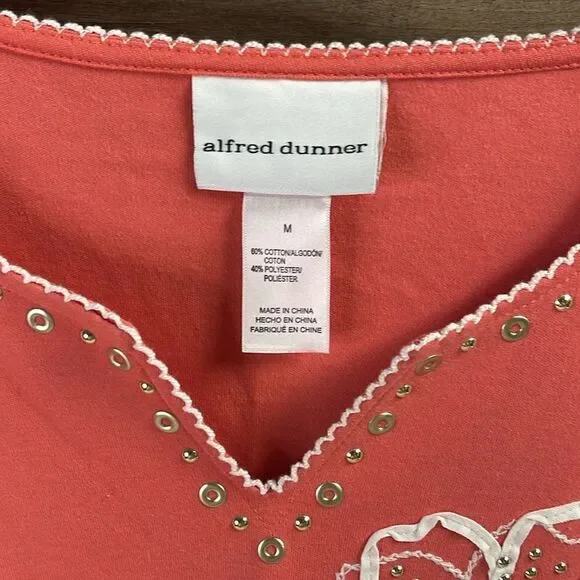 alfred dunner
M
60% COTTON/ALGODÓN/
COTON
40% POLYESTER/
POLIÉSTER
MADE IN CHINA
HECHO EN CHINA
FABRIQUÉ EN CHINE